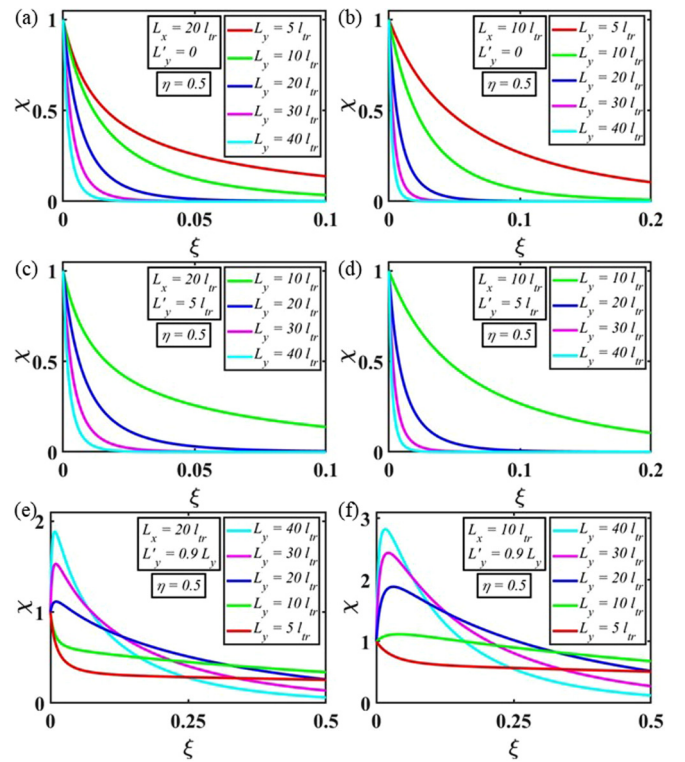 (a)
L_x = 20 l_tr
L'_y = 0
η = 0.5
L_y = 5 l_tr
L_y = 10 l_tr
L_y = 20 l_tr
L_y = 30 l_tr
L_y = 40 l_tr
1
0.5
0
χ
0
0.05
0.1
ξ
(b)
L_x = 10 l_tr
L'_y = 0
η = 0.5
L_y = 5 l_tr
L_y = 10 l_tr
L_y = 20 l_tr
L_y = 30 l_tr
L_y = 40 l_tr
1
0.5
0
χ
0
0.1
0.2
ξ
(c)
L_x = 20 l_tr
L'_y = 5 l_tr
η = 0.5
L_y = 10 l_tr
L_y = 20 l_tr
L_y = 30 l_tr
L_y = 40 l_tr
1
0.5
0
χ
0
0.05
0.1
ξ
(d)
L_x = 10 l_tr
L'_y = 5 l_tr
η = 0.5
L_y = 10 l_tr
L_y = 20 l_tr
L_y = 30 l_tr
L_y = 40 l_tr
1
0.5
0
χ
0
0.1
0.2
ξ
(e)
L_x = 20 l_tr
L'_y = 0.9 L_y
η = 0.5
L_y = 40 l_tr
L_y = 30 l_tr
L_y = 20 l_tr
L_y = 10 l_tr
L_y = 5 l_tr
2
1
0
χ
0
0.25
0.5
ξ
(f)
L_x = 10 l_tr
L'_y = 0.9 L_y
η = 0.5
L_y = 40 l_tr
L_y = 30 l_tr
L_y = 20 l_tr
L_y = 10 l_tr
L_y = 5 l_tr
3
2
1
0
χ
0
0.25
0.5
ξ